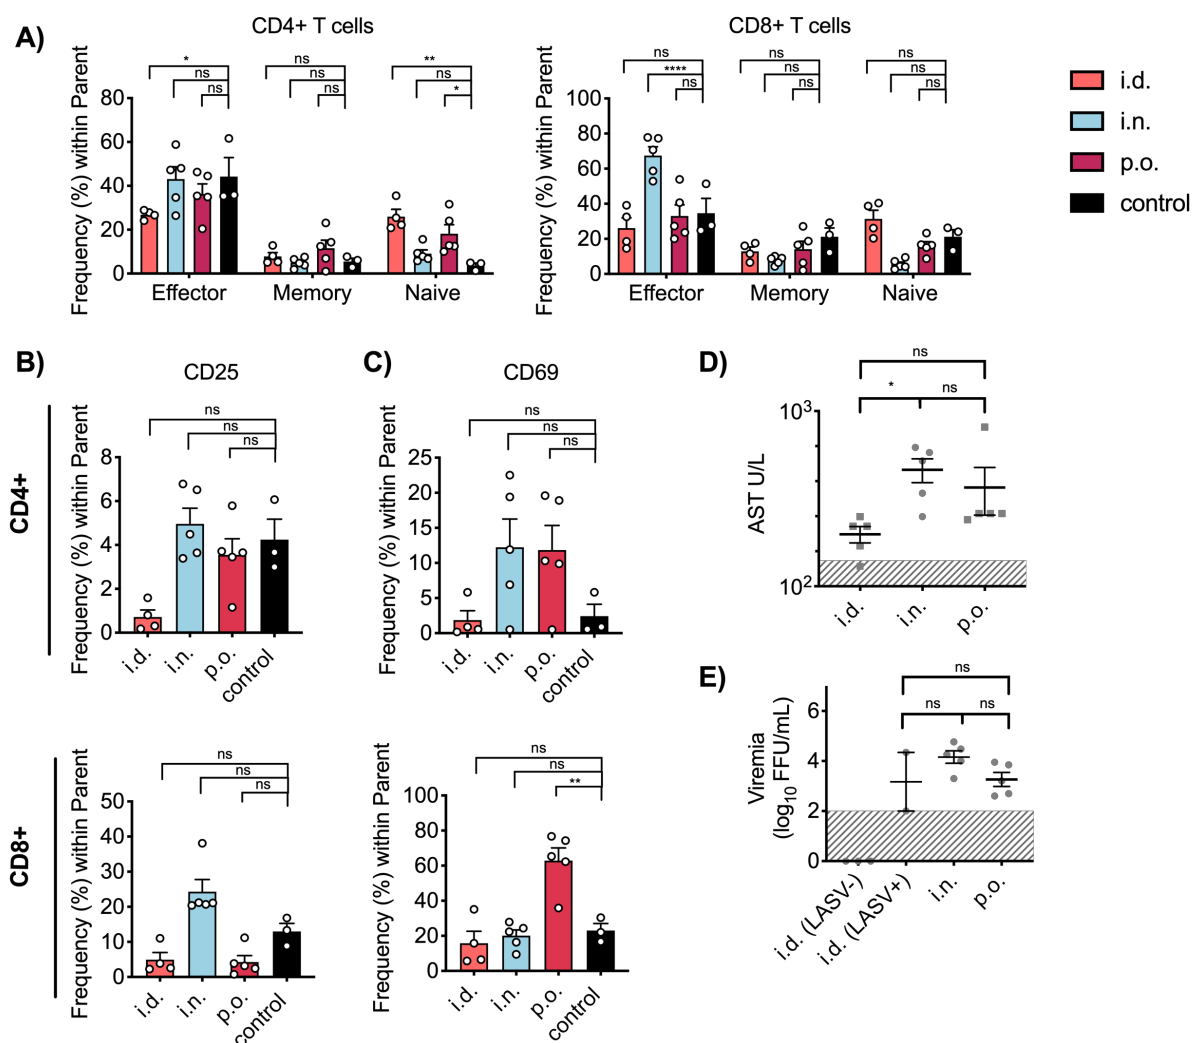 A)
CD4+ T cells
Frequency (%) within Parent
80
60
40
20
0
* ns ns
ns ns ns
** ns *
Effector Memory Naive
CD8+ T cells
Frequency (%) within Parent
100
80
60
40
20
0
ns **** ns
ns ns ns
ns ns ns
Effector Memory Naive
i.d.
i.n.
p.o.
control
B)
CD25
CD4+
Frequency (%) within Parent
8
6
4
2
0
ns
ns
ns
i.d. i.n. p.o. control
C)
CD69
Frequency (%) within Parent
25
20
15
10
5
0
ns
ns
ns
i.d. i.n. p.o. control
CD8+
Frequency (%) within Parent
50
40
30
20
10
0
ns
ns
ns
i.d. i.n. p.o. control
Frequency (%) within Parent
100
80
60
40
20
0
ns
ns
**
i.d. i.n. p.o. control
D)
AST U/L
10³
10²
ns
* ns
i.d. i.n. p.o.
E)
Viremia
(log₁₀ FFU/mL)
6
4
2
0
ns
ns ns
i.d. (LASV-) i.d. (LASV+) i.n. p.o.